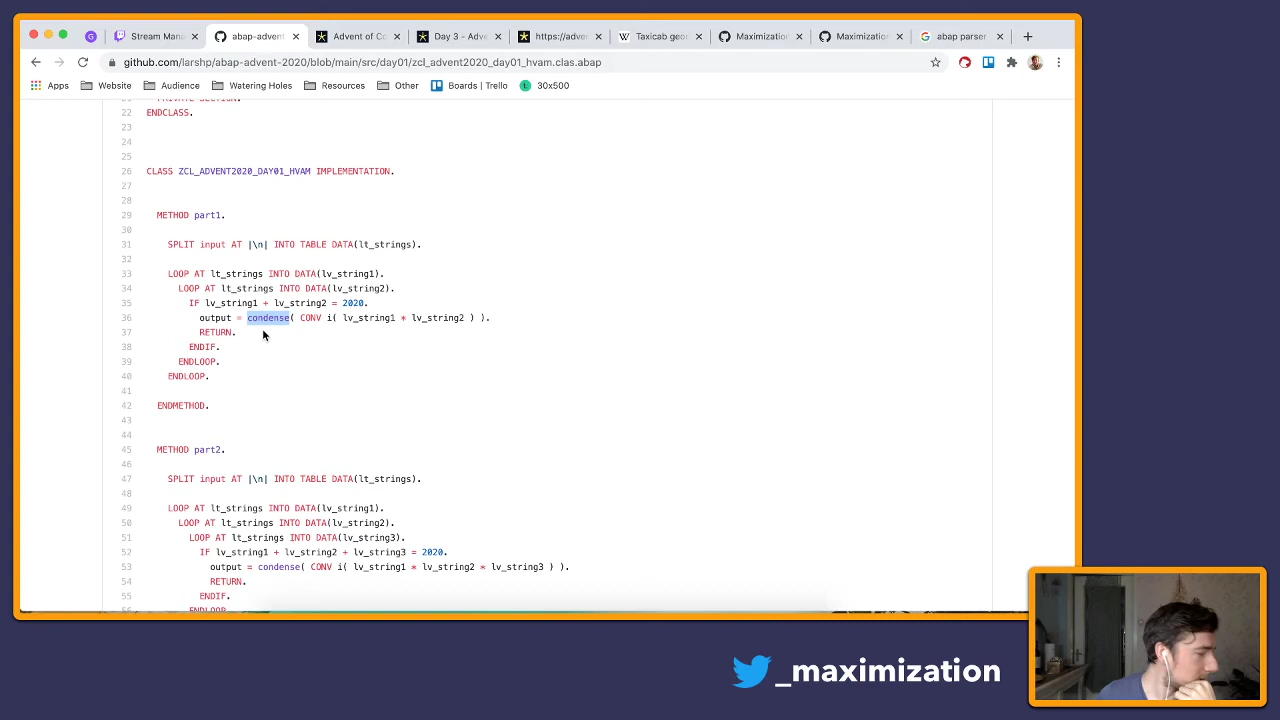 Stream Mana
abap-advent
Advent of Co
Day 3 - Adve
https://adve
Taxicab geo
Maximization
Maximization
abap parser
github.com/larshp/abap-advent-2020/blob/main/src/day01/zcl_advent2020_day01_hvam.clas.abap
Apps Website Audience Watering Holes Resources Other Boards | Trello 30x500
22 ENDCLASS.
23
24
25
26 CLASS ZCL_ADVENT2020_DAY01_HVAM IMPLEMENTATION.
27
28
29 METHOD part1.
30
31 SPLIT input AT |\n| INTO TABLE DATA(lt_strings).
32
33 LOOP AT lt_strings INTO DATA(lv_string1).
34 LOOP AT lt_strings INTO DATA(lv_string2).
35 IF lv_string1 + lv_string2 = 2020.
36 output = condense( CONV i( lv_string1 * lv_string2 ) ).
37 RETURN.
38 ENDIF.
39 ENDLOOP.
40 ENDLOOP.
41
42 ENDMETHOD.
43
44
45 METHOD part2.
46
47 SPLIT input AT |\n| INTO TABLE DATA(lt_strings).
48
49 LOOP AT lt_strings INTO DATA(lv_string1).
50 LOOP AT lt_strings INTO DATA(lv_string2).
51 LOOP AT lt_strings INTO DATA(lv_string3).
52 IF lv_string1 + lv_string2 + lv_string3 = 2020.
53 output = condense( CONV i( lv_string1 * lv_string2 * lv_string3 ) ).
54 RETURN.
55 ENDIF.
_maximization